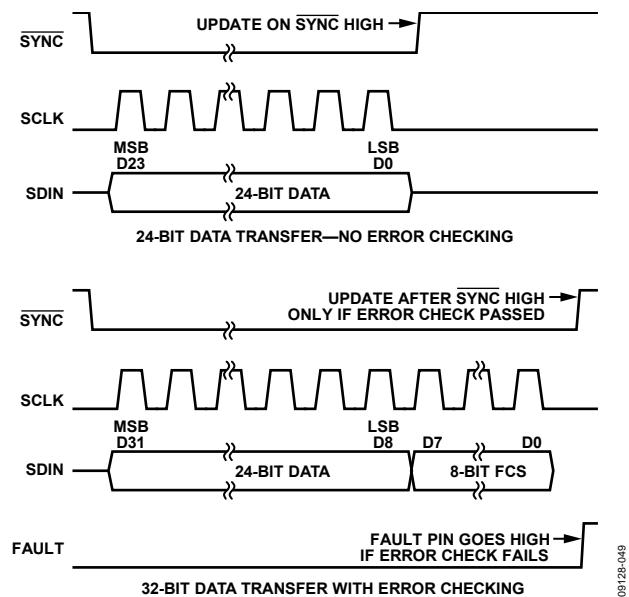 UPDATE ON SYNC HIGH
SYNC
SCLK
MSB
D23
LSB
D0
SDIN
24-BIT DATA
24-BIT DATA TRANSFER—NO ERROR CHECKING
UPDATE AFTER SYNC HIGH
ONLY IF ERROR CHECK PASSED
SYNC
SCLK
MSB
D31
LSB
D8
D7
D0
SDIN
24-BIT DATA
8-BIT FCS
FAULT PIN GOES HIGH
IF ERROR CHECK FAILS
FAULT
32-BIT DATA TRANSFER WITH ERROR CHECKING
09128-049